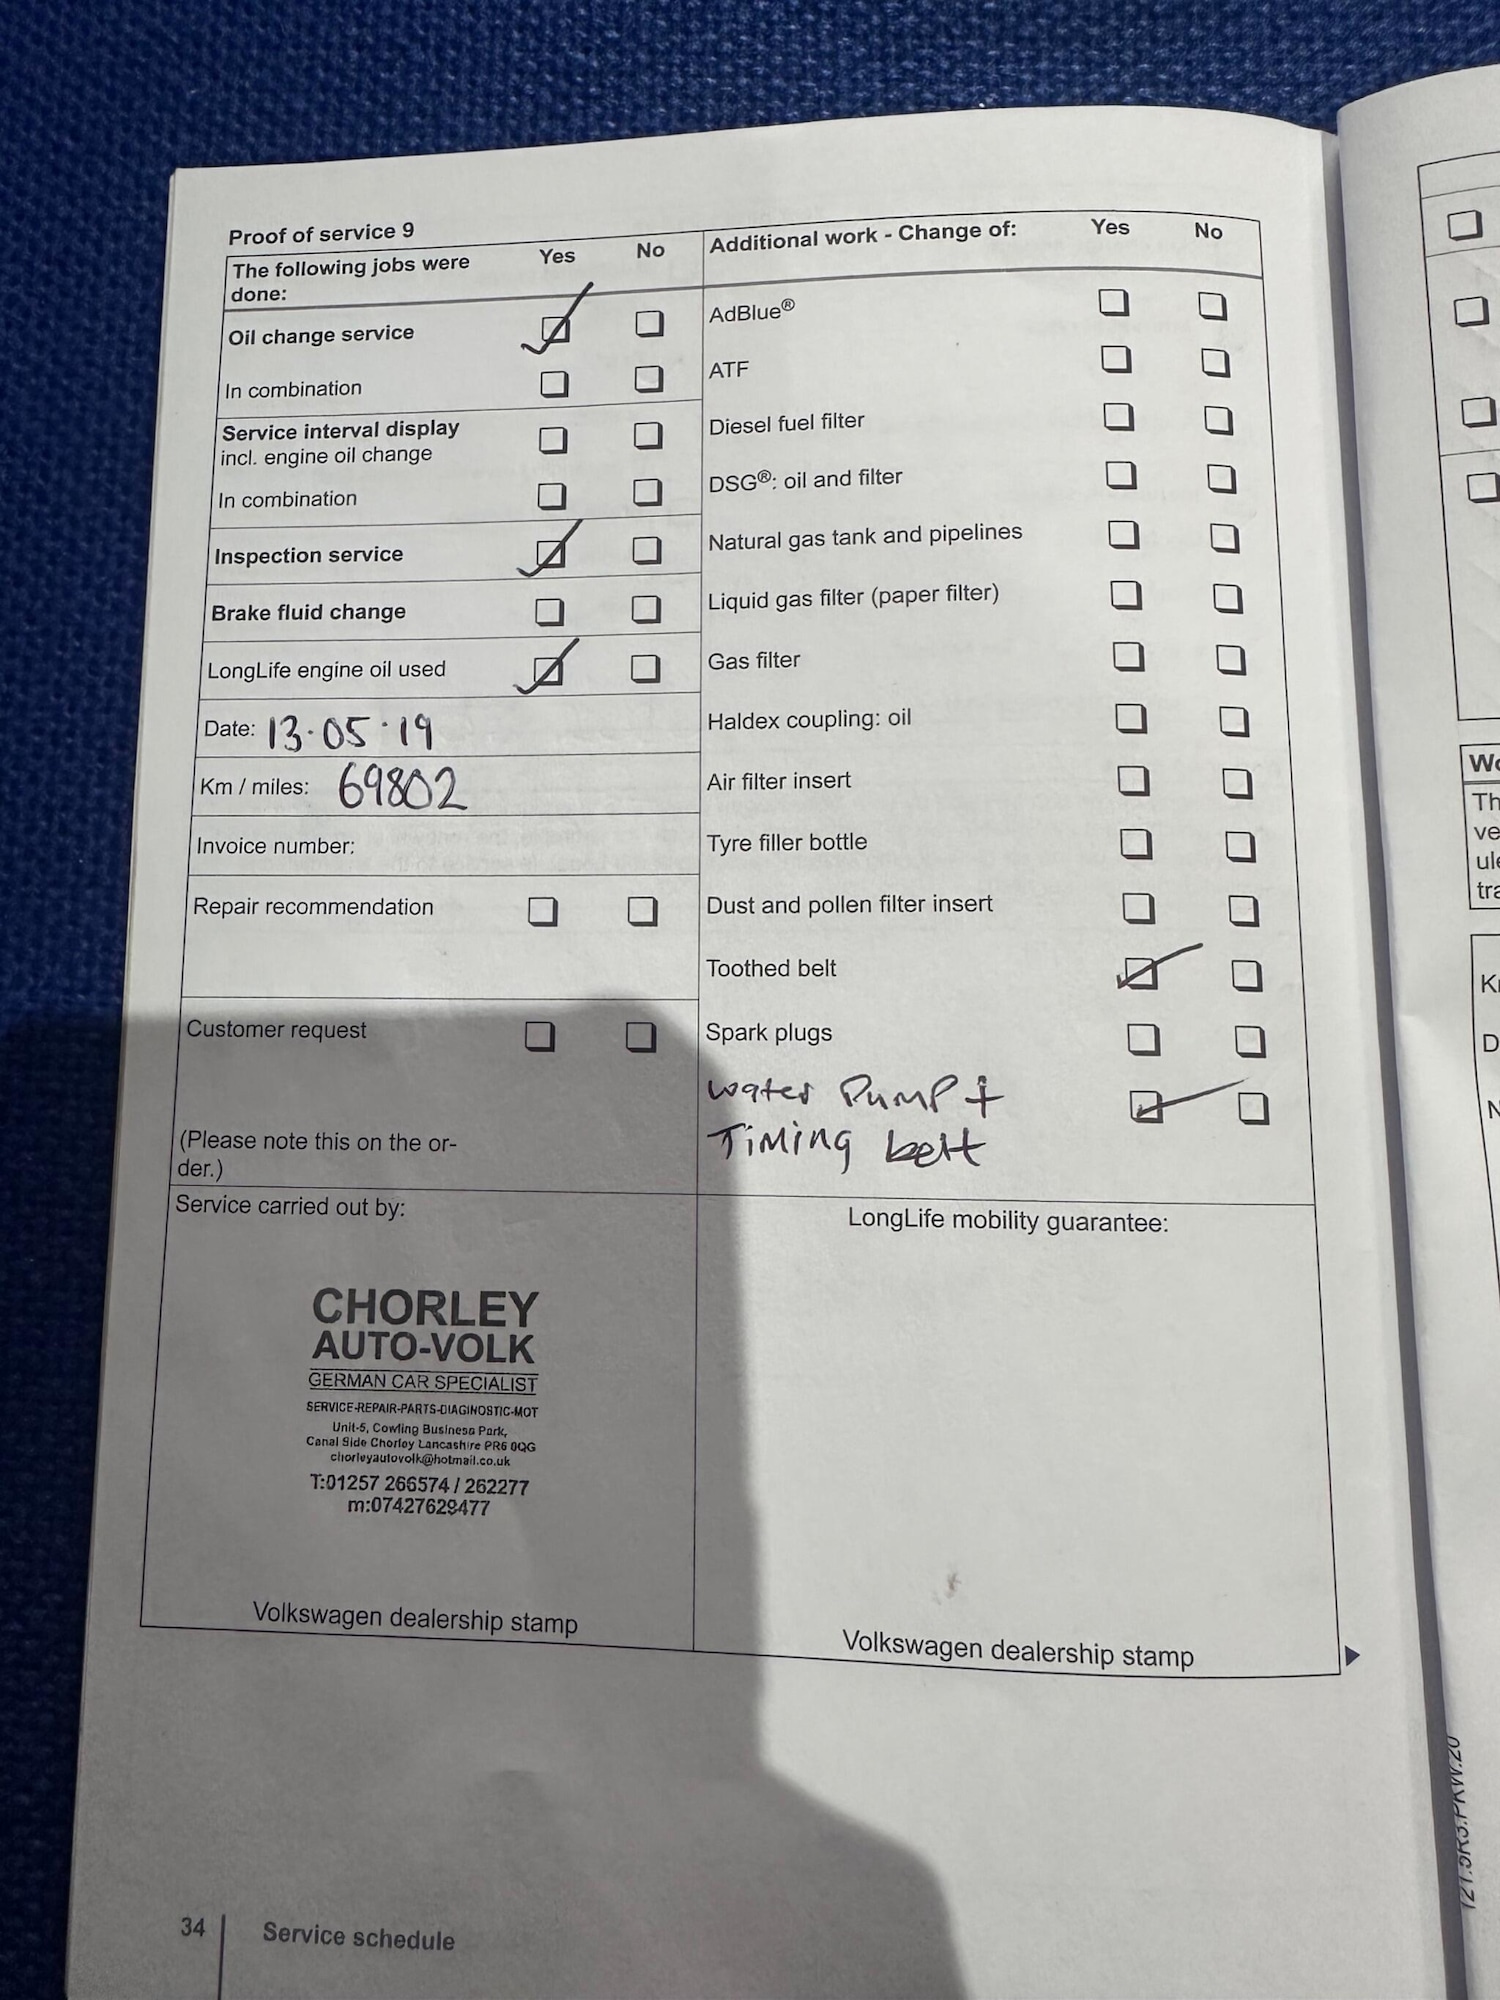 Proof of service 9
The following jobs were
done:
Yes
No
Oil change service
In combination
Service interval display
incl. engine oil change
In combination
Inspection service
Brake fluid change
LongLife engine oil used
Date: 13.05.19
Km / miles: 69802
Invoice number:
Repair recommendation
Customer request
(Please note this on the or-
der.)
Additional work - Change of:
Yes
No
AdBlue®
ATF
Diesel fuel filter
DSG®: oil and filter
Natural gas tank and pipelines
Liquid gas filter (paper filter)
Gas filter
Haldex coupling: oil
Air filter insert
Tyre filler bottle
Dust and pollen filter insert
Toothed belt
Spark plugs
water Pump +
Timing belt
Service carried out by:
CHORLEY
AUTO-VOLK
GERMAN CAR SPECIALIST
SERVICE-REPAIR-PARTS-DIAGINOSTIC-MOT
Unit-5, Cowling Business Park,
Canal Side Chorley Lancashire PR6 0QG
chorleyautovolk@hotmail.co.uk
T:01257 266574 / 262277
m:07427629477
Volkswagen dealership stamp
LongLife mobility guarantee:
Volkswagen dealership stamp
34
Service schedule